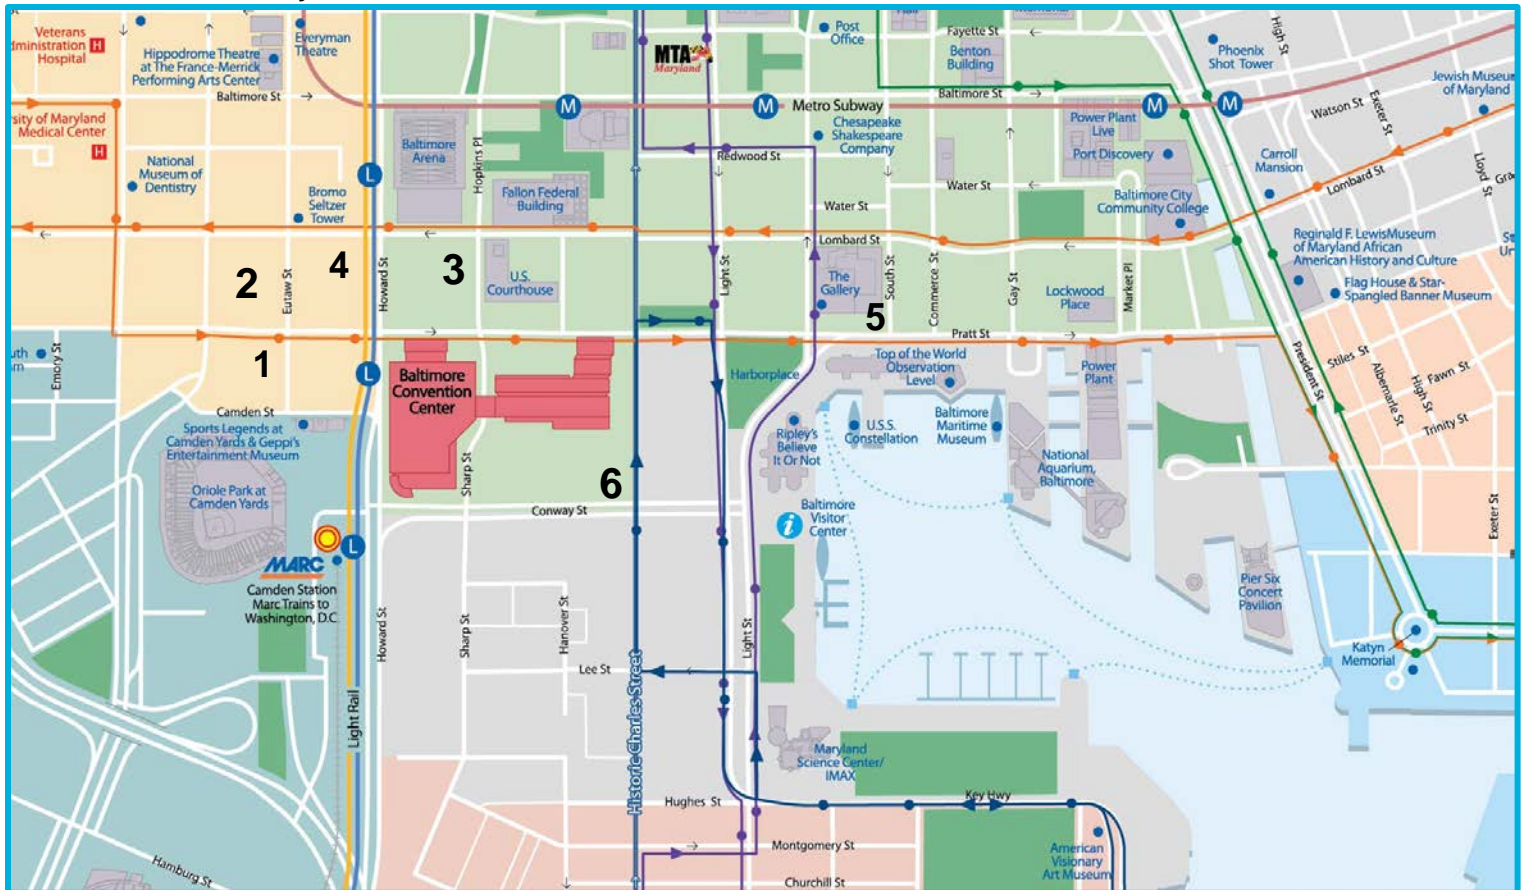 Veterans
dministration
Hospital
H
Hippodrome Theatre
at The France-Merrick
Performing Arts Center
Everyman
Theatre
MTA
Maryland
Post
Office
Fayette St
Benton
Building
Phoenix
Shot Tower
High St
Jewish Museu
of Maryland
Baltimore St
M
M
Metro Subway
Baltimore St
M
M
Watson St
Exeter St
sity of Maryland
Medical Center
H
National
Museum of
Dentistry
L
Baltimore
Arena
Hopkins Pl
Redwood St
Chesapeake
Shakespeare
Company
Power Plant
Live
Port Discovery
Carroll
Mansion
Lombard St
Lloyd St
Gra
Bromo
Seltzer
Tower
Fallon Federal
Building
Water St
Water St
Baltimore City
Community College
Lombard St
Reginald F. LewisMuseum
of Maryland African
American History and Culture
Flag House & Star-
Spangled Banner Museum
2
4
3
Eutaw St
Howard St
U.S.
Courthouse
Light St
The
Gallery
South St
Commerce St
Gay St
Lockwood
Place
Market Pl
5
Pratt St
uth
m
Emory St
1
L
Baltimore
Convention
Center
Harborplace
Top of the World
Observation
Level
Power
Plant
President St
Stiles St
Albemarle St
High St
Fawn St
Trinity St
Camden St
Sports Legends at
Camden Yards & Geppi's
Entertainment Museum
Oriole Park at
Camden Yards
Sharp St
6
Ripley's
Believe
It Or Not
U.S.S.
Constellation
Baltimore
Maritime
Museum
National
Aquarium,
Baltimore
Conway St
i
Baltimore
Visitor
Center
Exeter St
L
MARC
Camden Station
Marc Trains to
Washington, D.C
Howard St
Sharp St
Hanover St
Lee St
Light St
Pier Six
Concert
Pavilion
Katyn
Memorial
Light Rail
Historic Charles Street
Maryland
Science Center/
IMAX
Hughes St
Key Hwy
Montgomery St
American
Visionary
Art Museum
Hamburg St
Churchill St